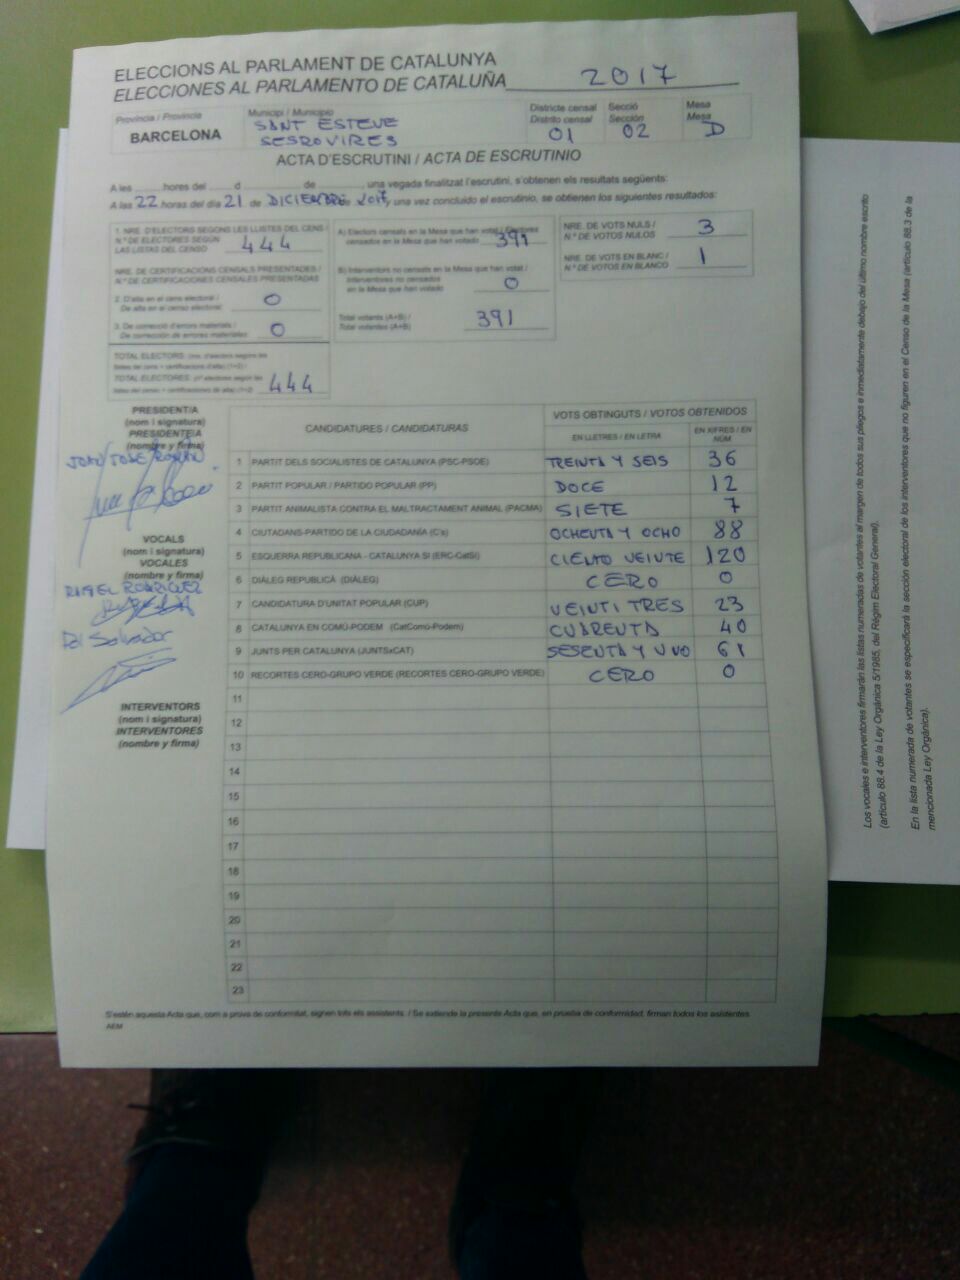 ELECCIONS AL PARLAMENT DE CATALUNYA
ELECCIONES AL PARLAMENTO DE CATALUÑA 2017
Província / Provincia
BARCELONA
Municipi / Municipio
SANT ESTEVE
SESROVIRES
Districte censal
Distrito censal
01
Secció
Sección
02
Mesa
Mesa
D
ACTA D'ESCRUTINI / ACTA DE ESCRUTINIO
A les hores del d de , una vegada finalitzat l'escrutini, s'obtenen els resultats següents:
A las 22 horas del día 21 de DICIEMBRE 2017, una vez concluido el escrutinio, se obtienen los siguientes resultados:
1. NRE. D'ELECTORS SEGONS LES LLISTES DEL CENS /
N.º DE ELECTORES SEGÚN
LAS LISTAS DEL CENSO 444
NRE. DE CERTIFICACIONS CENSALS PRESENTADES /
N.º DE CERTIFICACIONES CENSALES PRESENTADAS
2. D'alta en el cens electoral /
De alta en el censo electoral 0
3. De correcció d'errors materials /
De corrección de errores materiales 0
TOTAL ELECTORS: (nre. d'electors segons les
llistes del cens + certificacions d'alta) (1+2) /
TOTAL ELECTORES: (nº electores según las
listas del censo + certificaciones de alta) (1+2) 444
A) Electors censats en la Mesa que han votat / Electores
censados en la Mesa que han votado 391
B) Interventors no censats en la Mesa que han votat /
Interventores no censados
en la Mesa que han votado 0
Total votants (A+B) /
Total votantes (A+B) 391
NRE. DE VOTS NULS /
N.º DE VOTOS NULOS 3
NRE. DE VOTS EN BLANC /
N.º DE VOTOS EN BLANCO 1
PRESIDENT/A
(nom i signatura)
PRESIDENTE/A
(nombre y firma)
JOAN JOSE
VOCALS
(nom i signatura)
VOCALES
(nombre y firma)
RAFAEL RODRIGUEZ
Salvador
INTERVENTORS
(nom i signatura)
INTERVENTORES
(nombre y firma)
CANDIDATURES / CANDIDATURAS
VOTS OBTINGUTS / VOTOS OBTENIDOS
EN LLETRES / EN LETRA
EN XIFRES / EN NÚM
1 PARTIT DELS SOCIALISTES DE CATALUNYA (PSC-PSOE) TREINTA Y SEIS 36
2 PARTIT POPULAR / PARTIDO POPULAR (PP) DOCE 12
3 PARTIT ANIMALISTA CONTRA EL MALTRACTAMENT ANIMAL (PACMA) SIETE 7
4 CIUTADANS-PARTIDO DE LA CIUDADANÍA (C's) OCHENTA Y OCHO 88
5 ESQUERRA REPUBLICANA - CATALUNYA SÍ (ERC-CatSí) CIENTO VEINTE 120
6 DIÀLEG REPUBLICÀ (DIÀLEG) CERO 0
7 CANDIDATURA D'UNITAT POPULAR (CUP) VEINTI TRES 23
8 CATALUNYA EN COMÚ-PODEM (CatComú-Podem) CUARENTA 40
9 JUNTS PER CATALUNYA (JUNTSxCAT) SESENTA Y UNO 61
10 RECORTES CERO-GRUPO VERDE (RECORTES CERO-GRUPO VERDE) CERO 0
11
12
13
14
15
16
17
18
19
20
21
22
23
S'estén aquesta Acta que, com a prova de conformitat, signen tots els assistents. / Se extiende la presente Acta que, en prueba de conformidad, firman todos los asistentes.
AEM
Los vocales e interventores firmarán las listas numeradas de votantes al margen de todos sus pliegos e inmediatamente debajo del último nombre escrito
(artículo 88.4 de la Ley Orgánica 5/1985, del Régim Electoral General).
En la lista numerada de votantes se especificará la sección electoral de los interventores que no figuren en el Censo de la Mesa (artículo 88.3 de la
mencionada Ley Orgánica).